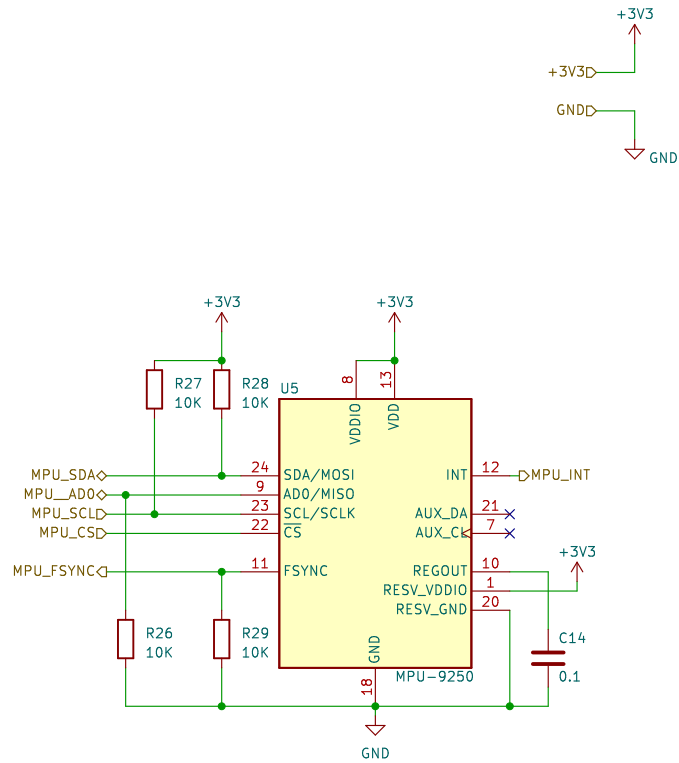 +3V3
+3V3
GND
GND
+3V3
+3V3
R27
10K
R28
10K
U5
8
13
VDDIO
VDD
MPU_SDA
24
SDA/MOSI
INT
12
MPU_INT
MPU__AD0
9
AD0/MISO
MPU_SCL
23
SCL/SCLK
AUX_DA
21
MPU_CS
22
CS
AUX_CL
7
+3V3
MPU_FSYNC
11
FSYNC
REGOUT
10
RESV_VDDIO
1
RESV_GND
20
R26
10K
R29
10K
GND
C14
0.1
18
MPU-9250
GND